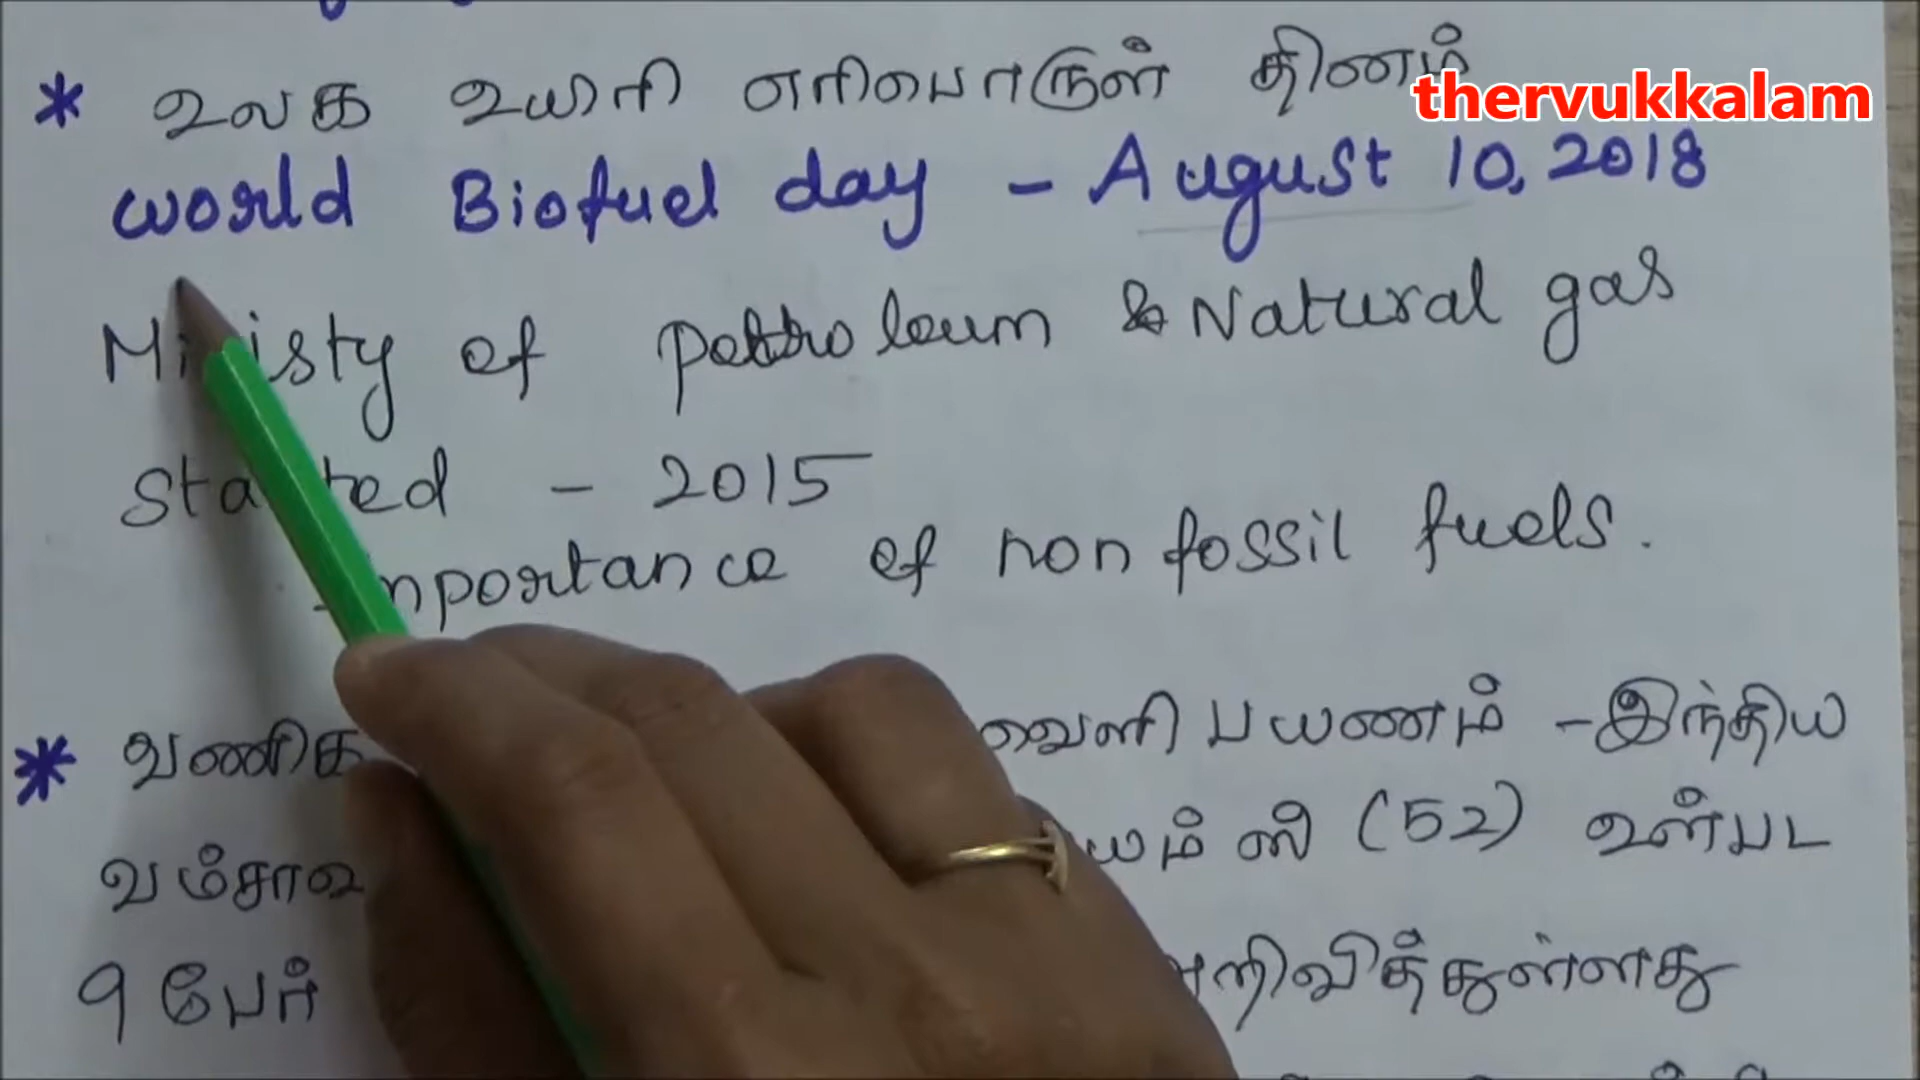 * உலக உயிரி எரிபொருள் தினம்
thervukkalam
world Biofuel day - August 10, 2018
Ministy of petroleum & Natural gas
Started - 2015
Importance of non fossil fuels.
* வணிக வெளி பயணம் - இந்திய
வம்சாவ யம்ஸ் (52) உள்பட
9 பேர் அறிவித்துள்ளது